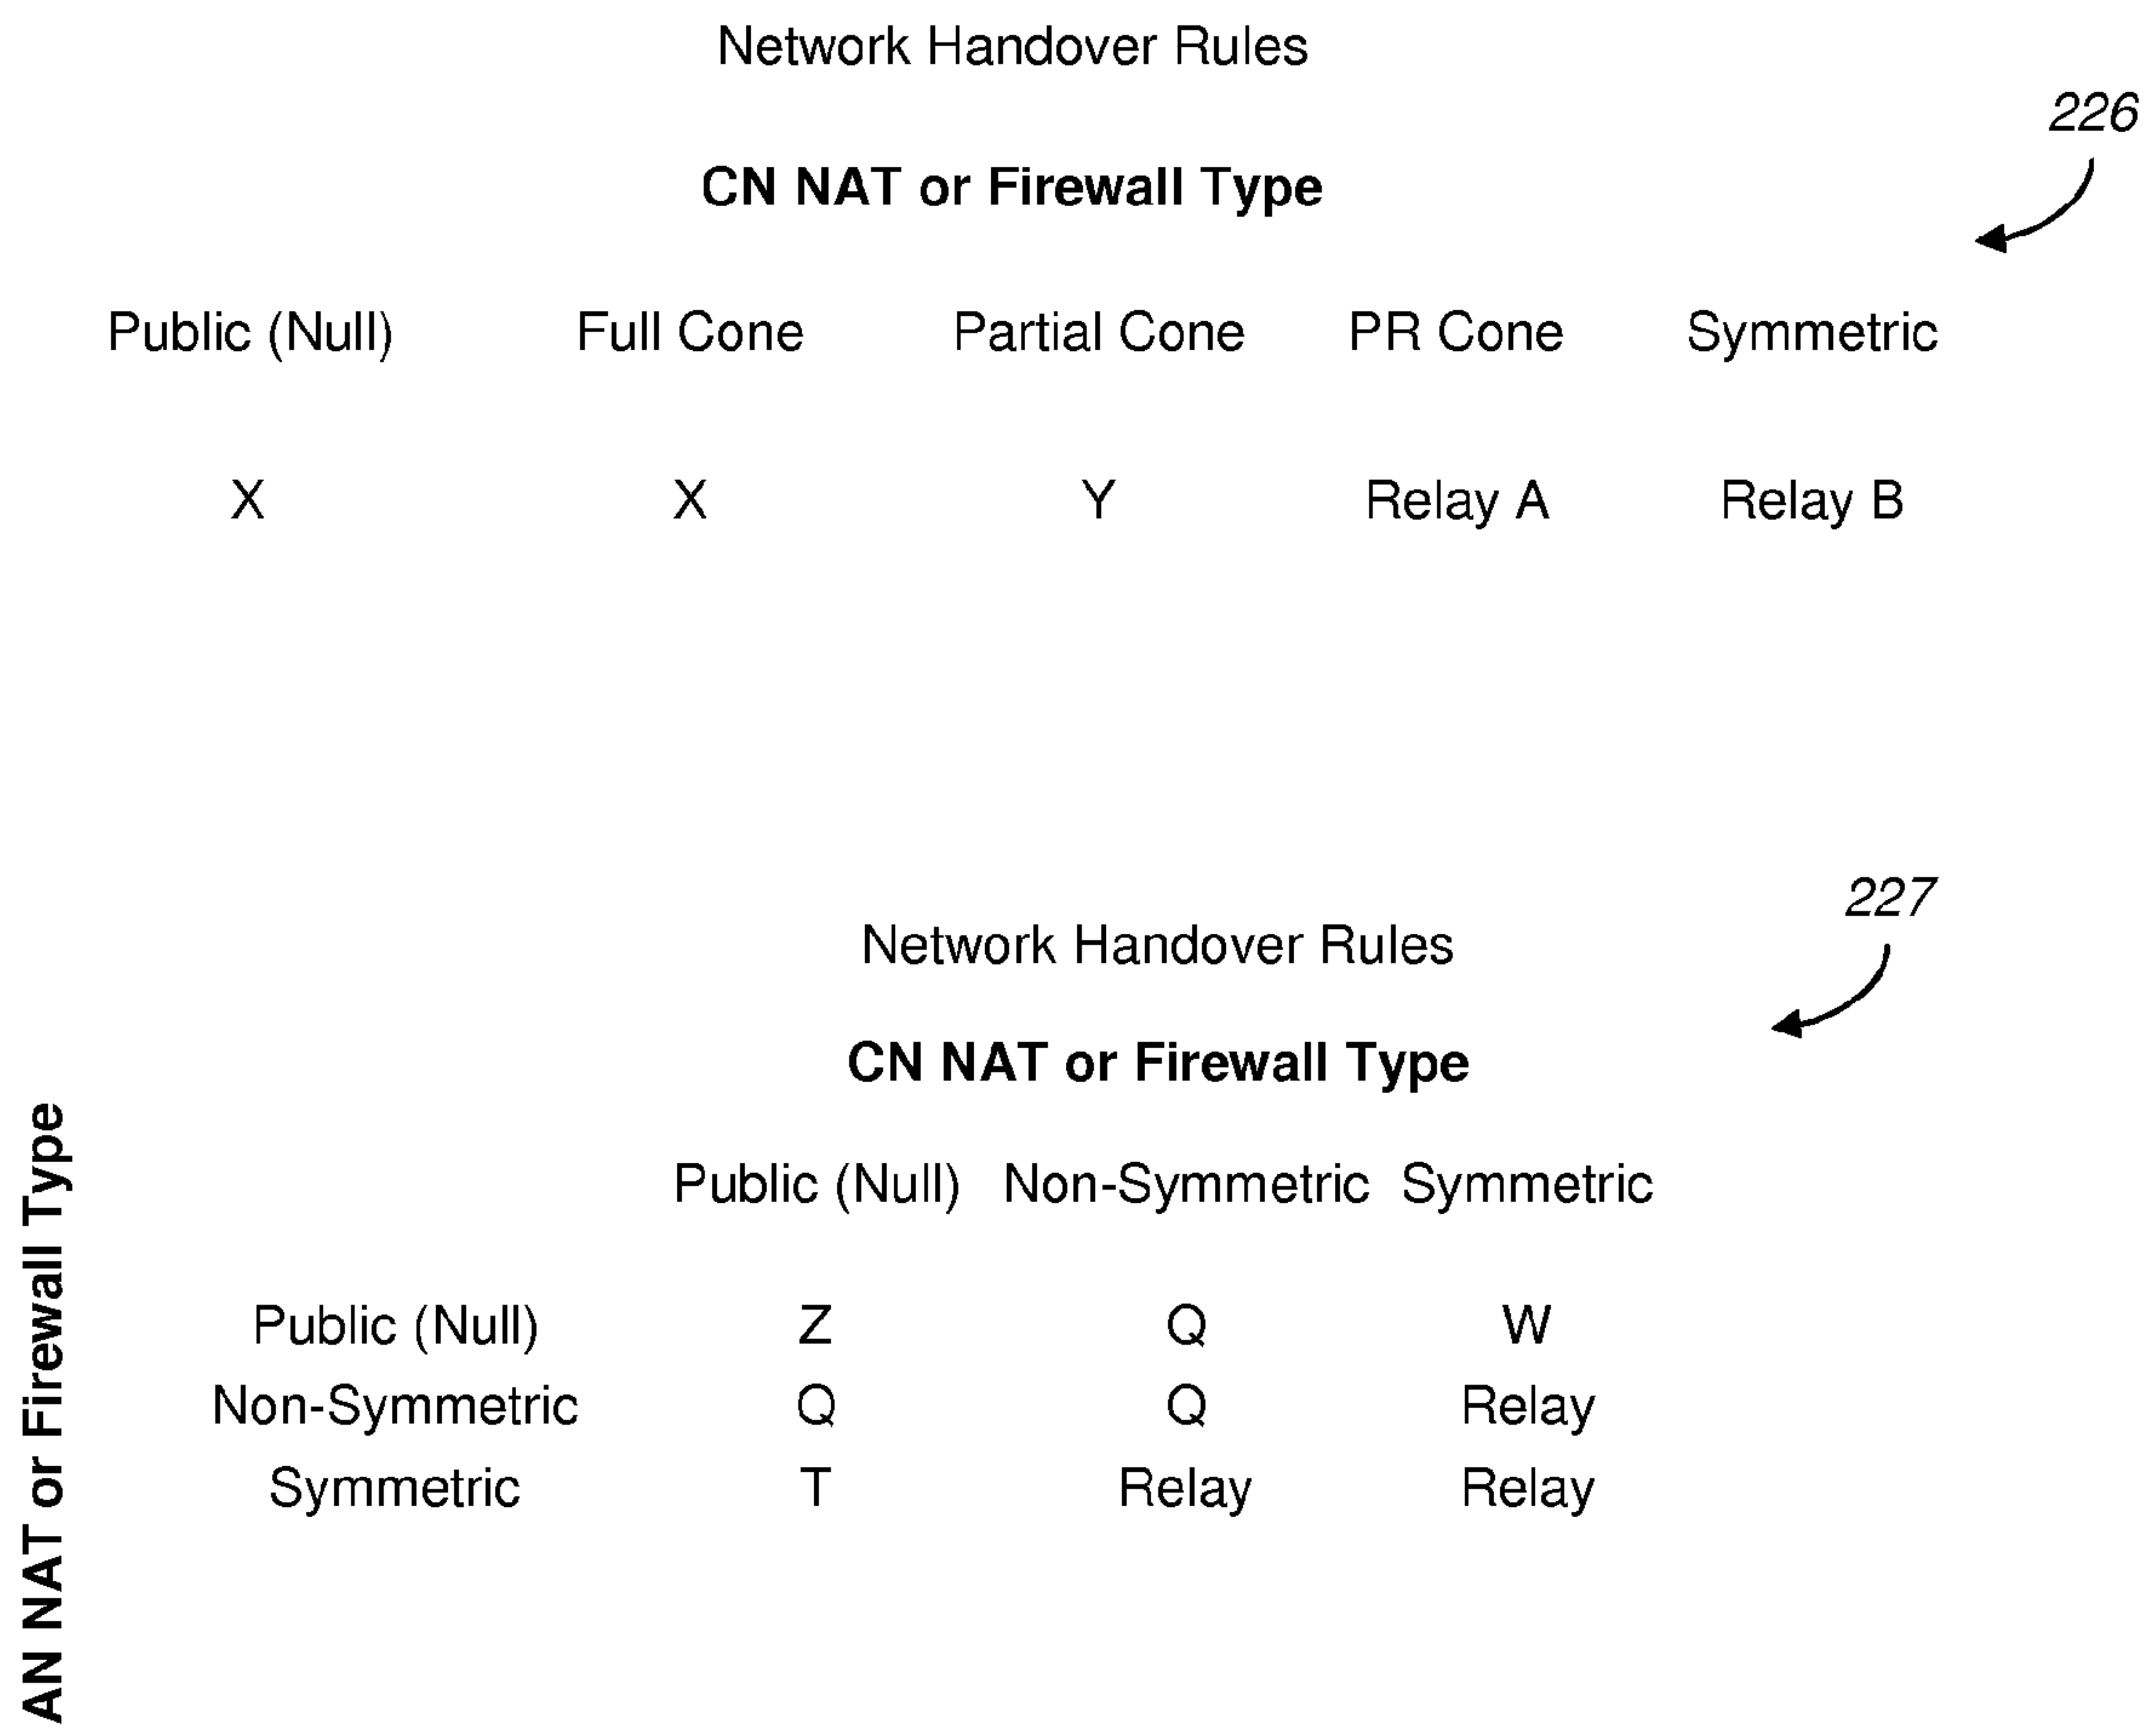 Network Handover Rules
226
CN NAT or Firewall Type
Public (Null) Full Cone Partial Cone PR Cone Symmetric
X X Y Relay A Relay B
227
Network Handover Rules
CN NAT or Firewall Type
AN NAT or Firewall Type
Public (Null) Non-Symmetric Symmetric
Public (Null) Z Q W
Non-Symmetric Q Q Relay
Symmetric T Relay Relay